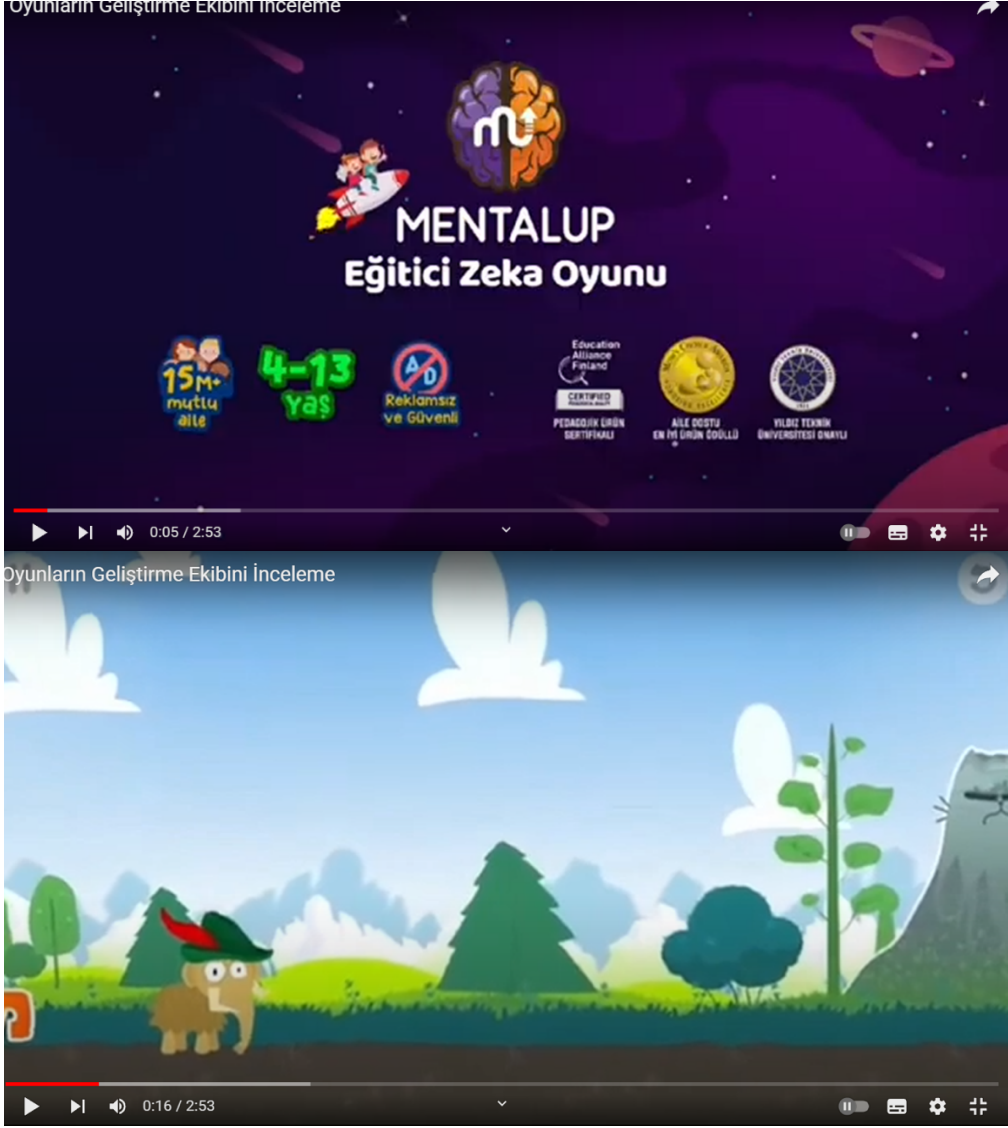 Oyunların Geliştirme Ekibini İnceleme
MENTALUP
Eğitici Zeka Oyunu
15M+
mutlu
aile
4-13
Yaş
AD
Reklamsız
ve Güvenli
Education
Alliance
Finland
CERTIFIED
PEDAGOJİK ÜRÜN
SERTİFİKALI
AİLE DOSTU
EN İYİ ÜRÜN ÖDÜLLÜ
YILDIZ TEKNİK
ÜNİVERSİTESİ ONAYLI
0:05 / 2:53
Oyunların Geliştirme Ekibini İnceleme
0:16 / 2:53